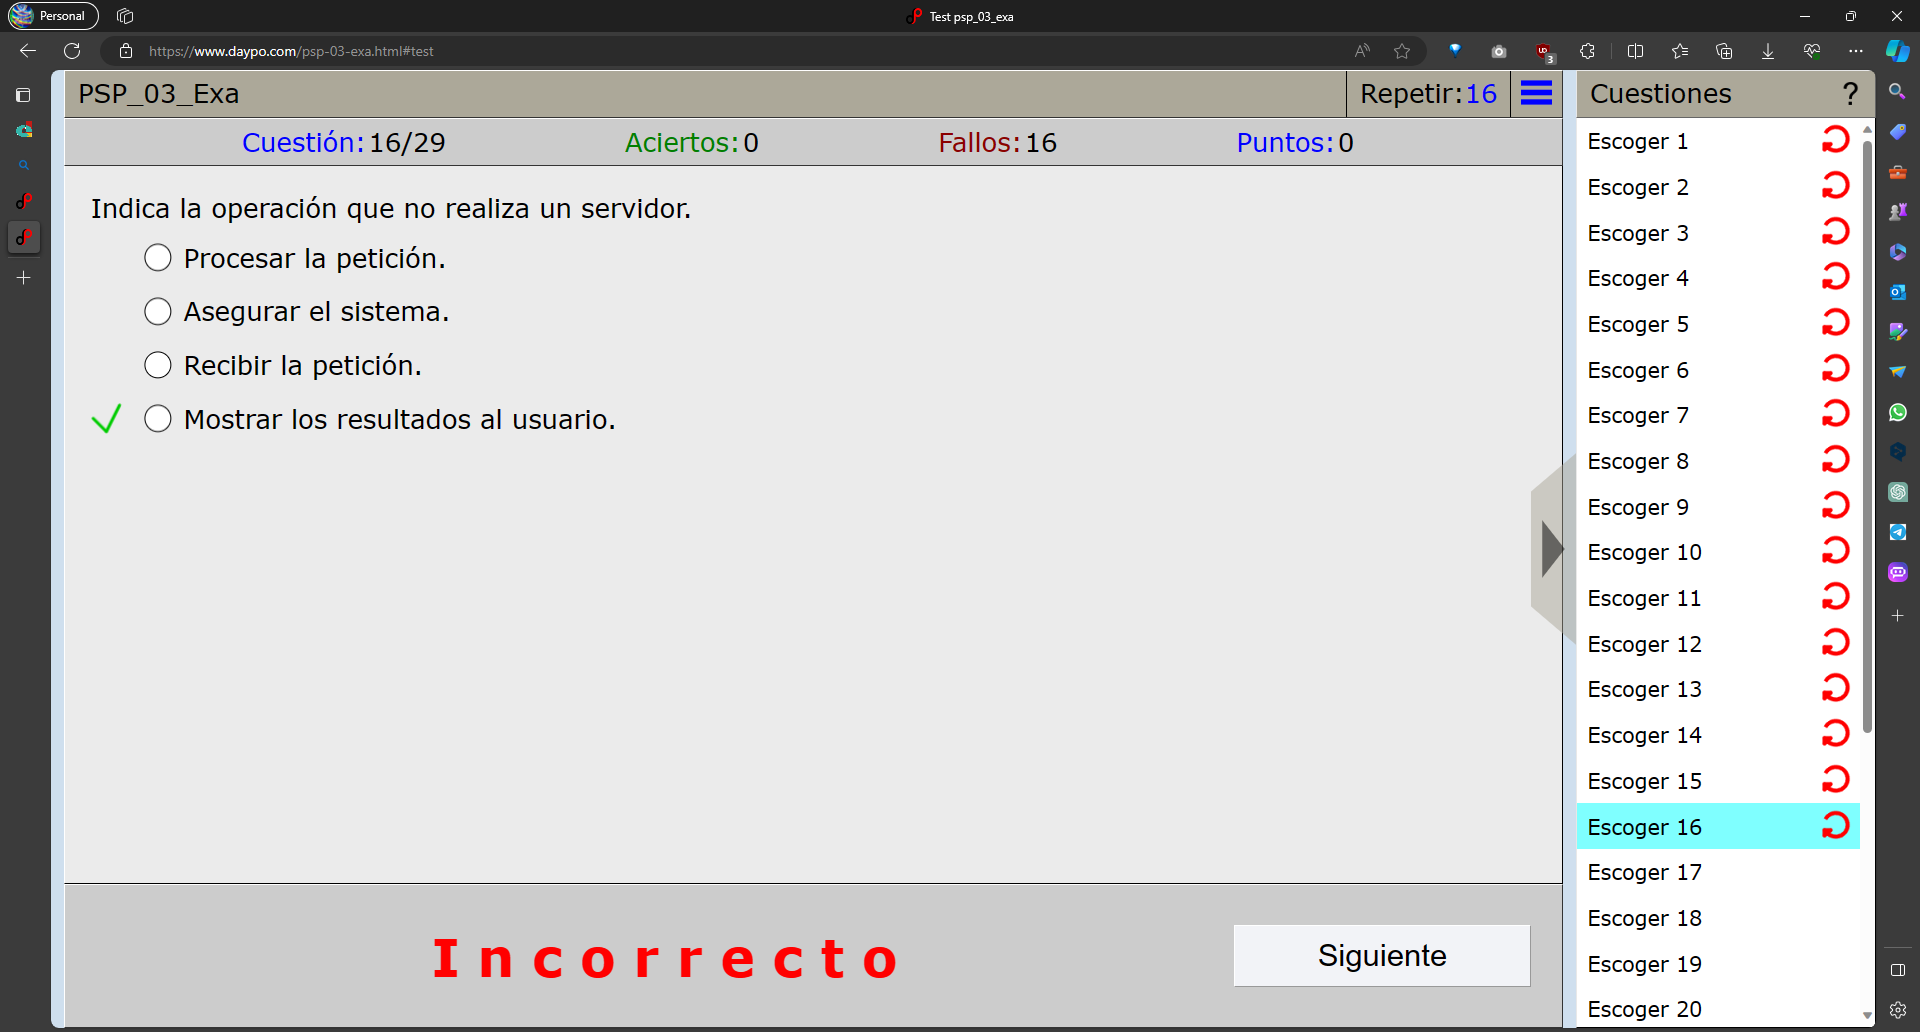 Personal
Test psp_03_exa
https://www.daypo.com/psp-03-exa.html#test
3
PSP_03_Exa
Repetir:16
Cuestiones
?
Cuestión:16/29
Aciertos:0
Fallos:16
Puntos:0
Indica la operación que no realiza un servidor.
Procesar la petición.
Asegurar el sistema.
Recibir la petición.
Mostrar los resultados al usuario.
Incorrecto
Siguiente
Escoger 1
Escoger 2
Escoger 3
Escoger 4
Escoger 5
Escoger 6
Escoger 7
Escoger 8
Escoger 9
Escoger 10
Escoger 11
Escoger 12
Escoger 13
Escoger 14
Escoger 15
Escoger 16
Escoger 17
Escoger 18
Escoger 19
Escoger 20